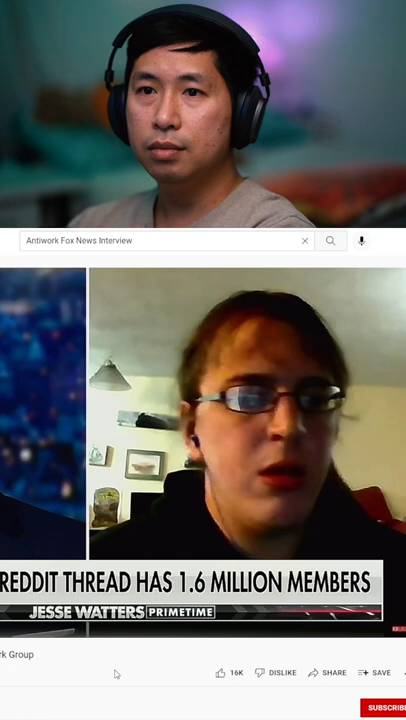 Antiwork Fox News Interview
REDDIT THREAD HAS 1.6 MILLION MEMBERS
JESSE WATTERS PRIMETIME
rk Group
16K DISLIKE SHARE SAVE
SUBSCRIBE